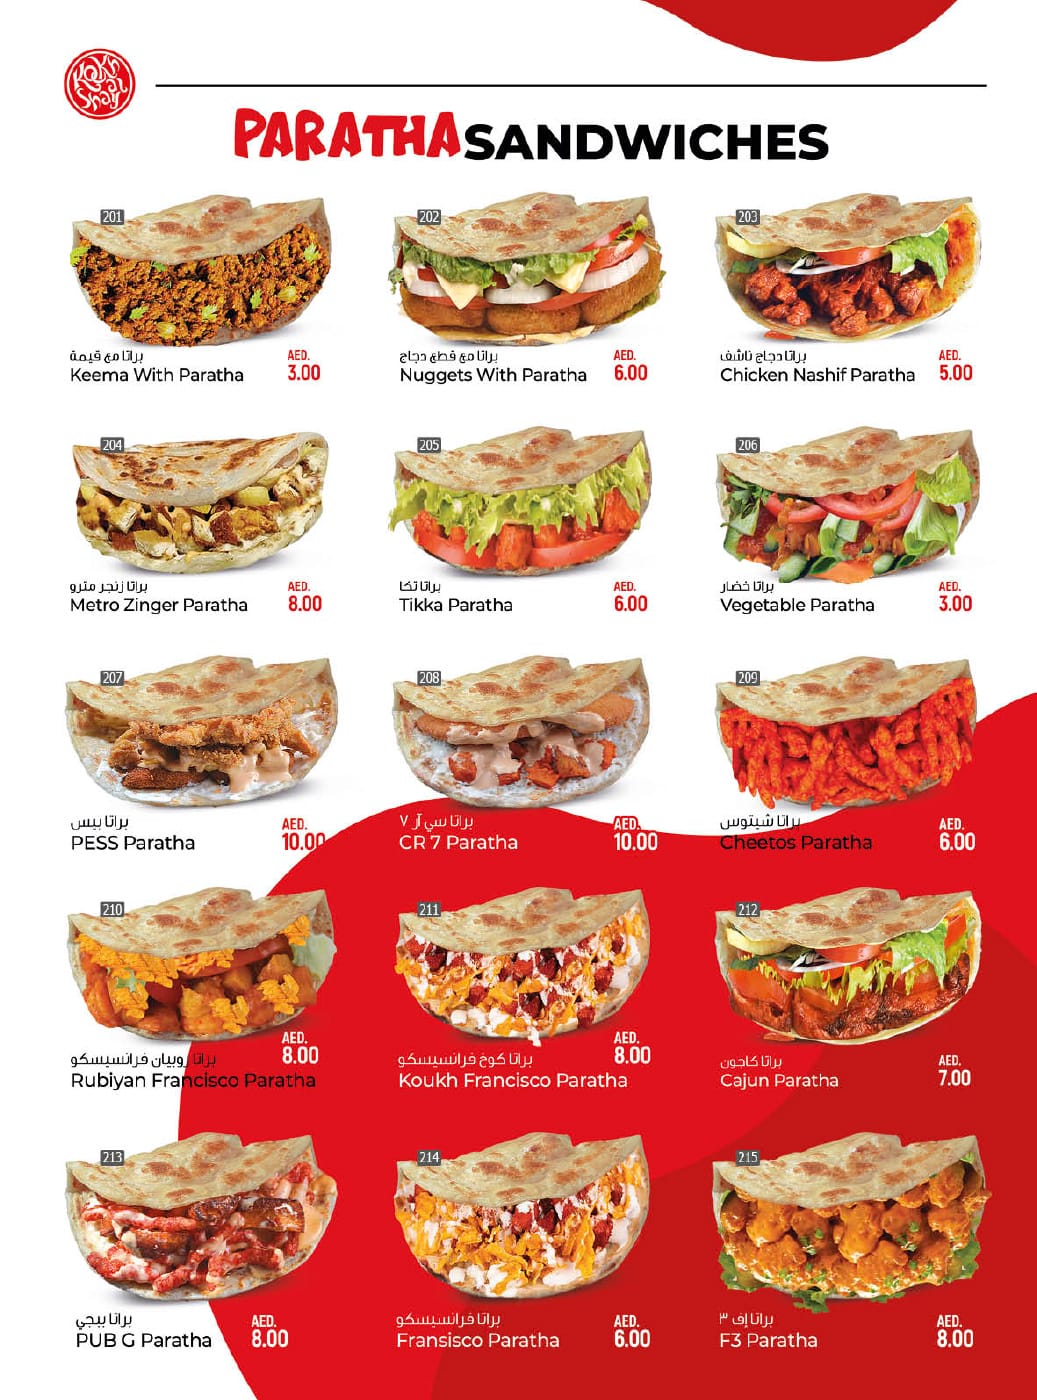 Kokh al Shay
PARATHA SANDWICHES
201
براتا مع قيمة
Keema With Paratha
AED.
3.00
202
براتا مع قطع دجاج
Nuggets With Paratha
AED.
6.00
203
براتا دجاج ناشف
Chicken Nashif Paratha
AED.
5.00
204
براتا زنجر مترو
Metro Zinger Paratha
AED.
8.00
205
براتا تكا
Tikka Paratha
AED.
6.00
206
براتا خضار
Vegetable Paratha
AED.
3.00
207
براتا بيس
PESS Paratha
AED.
10.00
208
براتا سي آر ٧
CR 7 Paratha
AED.
10.00
209
براتا شيتوس
Cheetos Paratha
AED.
6.00
210
براتا روبيان فرانسيسكو
Rubiyan Francisco Paratha
AED.
8.00
211
براتا كوخ فرانسيسكو
Koukh Francisco Paratha
AED.
8.00
212
براتا كاجون
Cajun Paratha
AED.
7.00
213
براتا ببجي
PUB G Paratha
AED.
8.00
214
براتا فرانسيسكو
Fransisco Paratha
AED.
6.00
215
براتا إف ٣
F3 Paratha
AED.
8.00